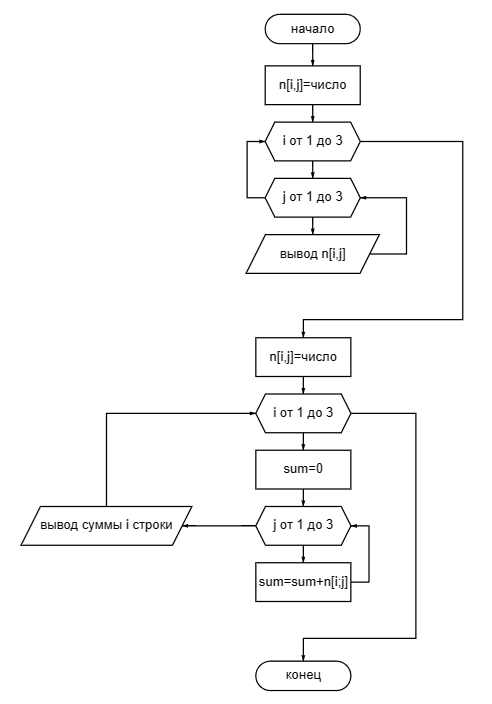 начало
n[i,j]=число
i от 1 до 3
j от 1 до 3
вывод n[i,j]
n[i,j]=число
i от 1 до 3
sum=0
вывод суммы i строки
j от 1 до 3
sum=sum+n[i;j]
конец